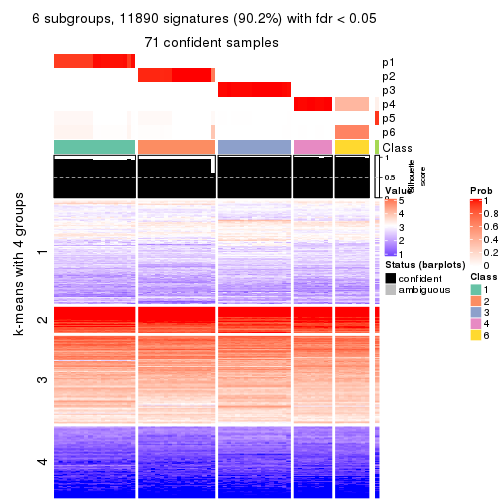 6 subgroups, 11890 signatures (90.2%) with fdr < 0.05
71 confident samples
p1
p2
p3
p4
p5
p6
Class
1
0.5
0
Silhouette
score
k-means with 4 groups
1
2
3
4
Value
5
4
3
2
1
Status (barplots)
confident
ambiguous
Prob
1
0.8
0.6
0.4
0.2
0
Class
1
2
3
4
6